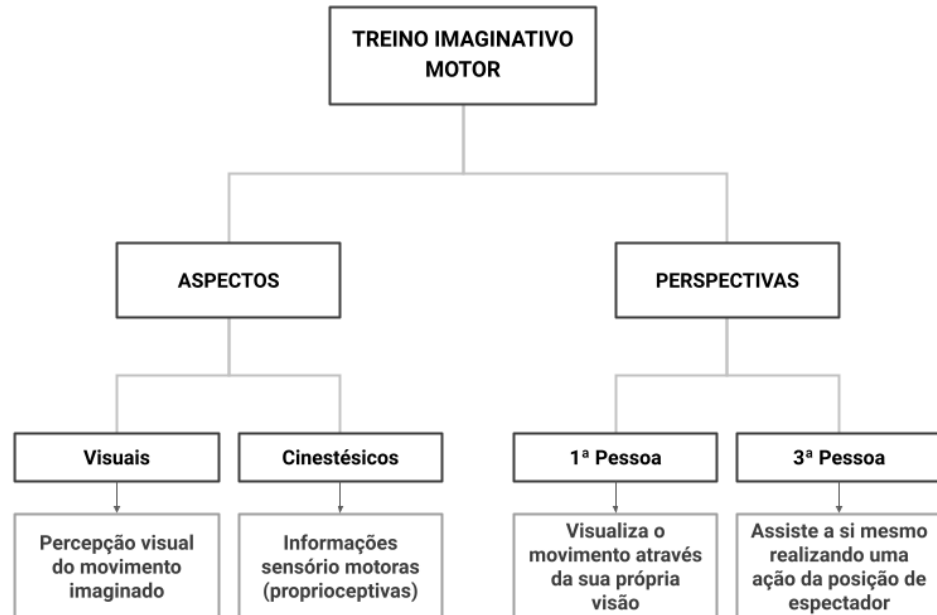 TREINO IMAGINATIVO
MOTOR
ASPECTOS
PERSPECTIVAS
Visuais
Cinestésicos
1ª Pessoa
3ª Pessoa
Percepção visual
do movimento
imaginado
Informações
sensório motoras
(proprioceptivas)
Visualiza o
movimento através
da sua própria
visão
Assiste a si mesmo
realizando uma
ação da posição de
espectador